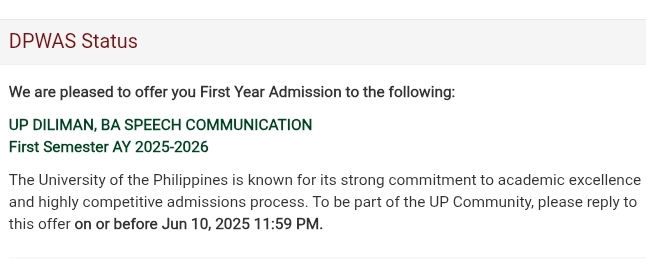 DPWAS Status
We are pleased to offer you First Year Admission to the following:
UP DILIMAN, BA SPEECH COMMUNICATION
First Semester AY 2025-2026
The University of the Philippines is known for its strong commitment to academic excellence
and highly competitive admissions process. To be part of the UP Community, please reply to
this offer on or before Jun 10, 2025 11:59 PM.